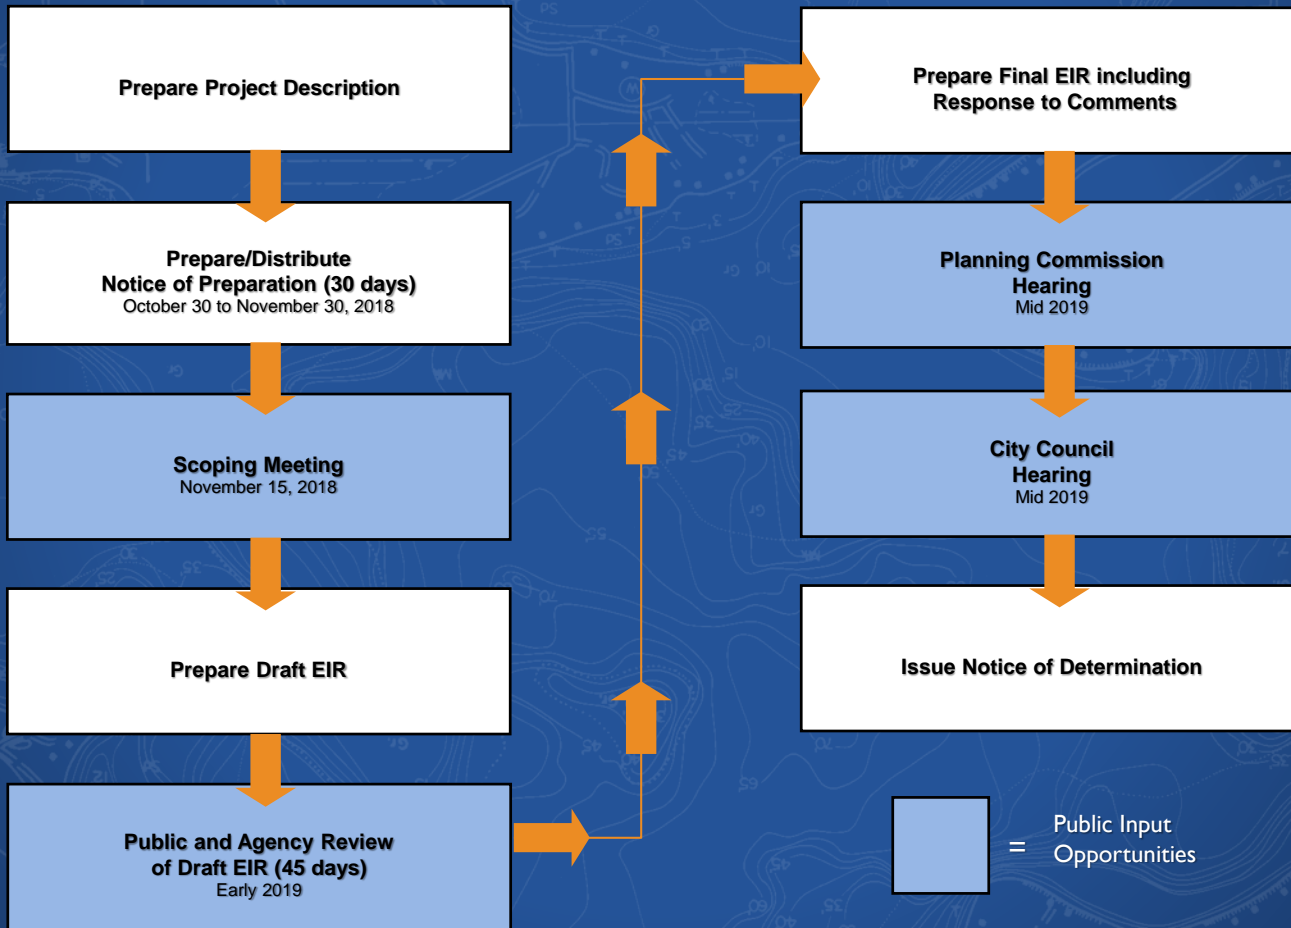 Prepare Project Description
Prepare/Distribute
Notice of Preparation (30 days)
October 30 to November 30, 2018
Scoping Meeting
November 15, 2018
Prepare Draft EIR
Public and Agency Review
of Draft EIR (45 days)
Early 2019
Prepare Final EIR including
Response to Comments
Planning Commission
Hearing
Mid 2019
City Council
Hearing
Mid 2019
Issue Notice of Determination
= Public Input
Opportunities